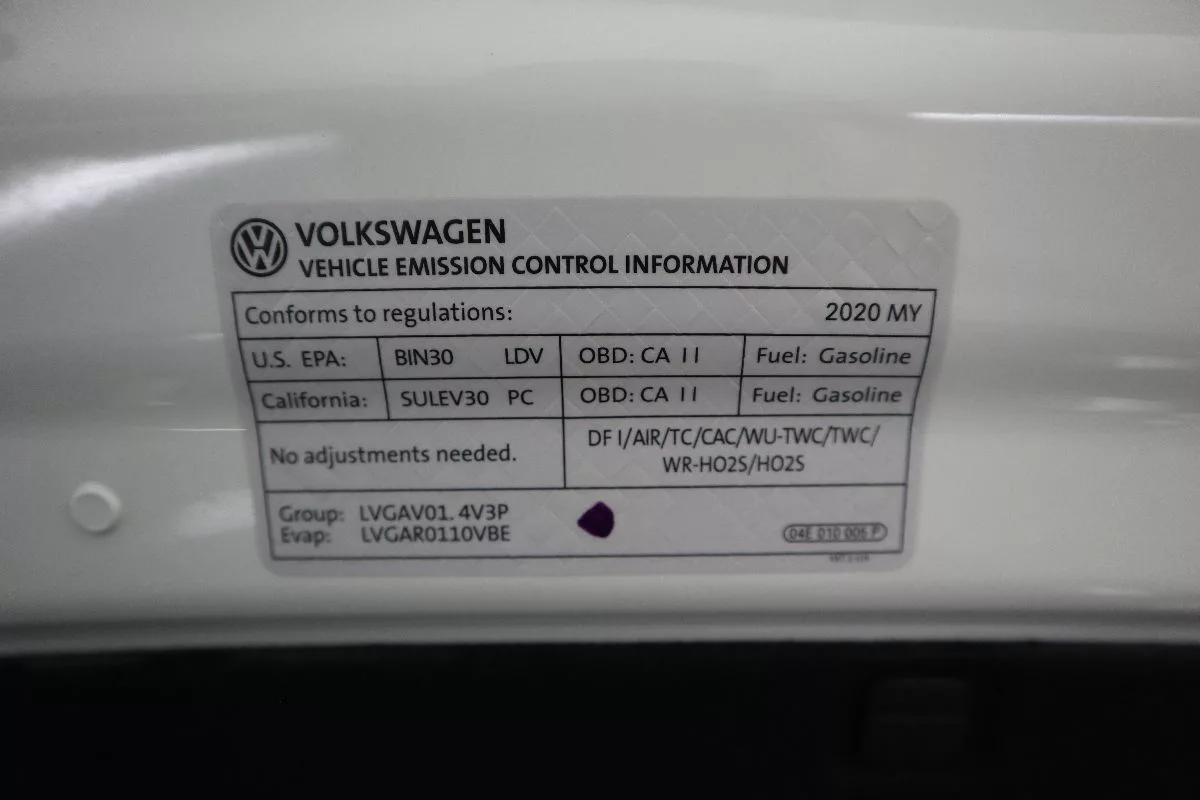 VOLKSWAGEN
VEHICLE EMISSION CONTROL INFORMATION
Conforms to regulations: 2020 MY
U.S. EPA: BIN30 LDV OBD: CA II Fuel: Gasoline
California: SULEV30 PC OBD: CA II Fuel: Gasoline
No adjustments needed.
DFI/AIR/TC/CAC/WU-TWC/TWC/
WR-HO2S/HO2S
Group: LVGAV01.4V3P
Evap: LVGAR0110VBE
04E 010 006 P